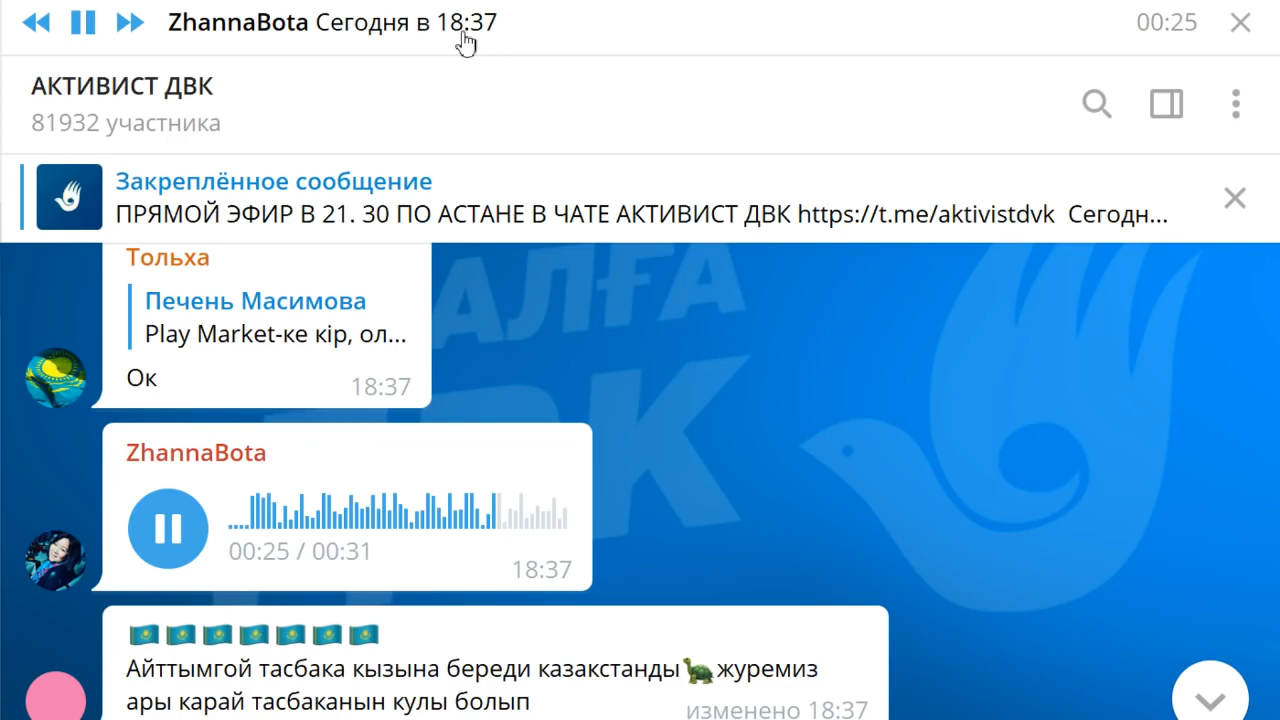 ZhannaBota Сегодня в 18:37
00:25
АКТИВИСТ ДВК
81932 участника
Закреплённое сообщение
ПРЯМОЙ ЭФИР В 21. 30 ПО АСТАНЕ В ЧАТЕ АКТИВИСТ ДВК https://t.me/aktivistdvk Сегодн...
АЛҒА
ДВК
Тольха
Печень Масимова
Play Market-ке кір, ол...
Ок
18:37
ZhannaBota
00:25 / 00:31
18:37
Айттымгой тасбака кызына береди казакстанды🐢журемиз
ары карай тасбаканын кулы болып
изменено 18:37